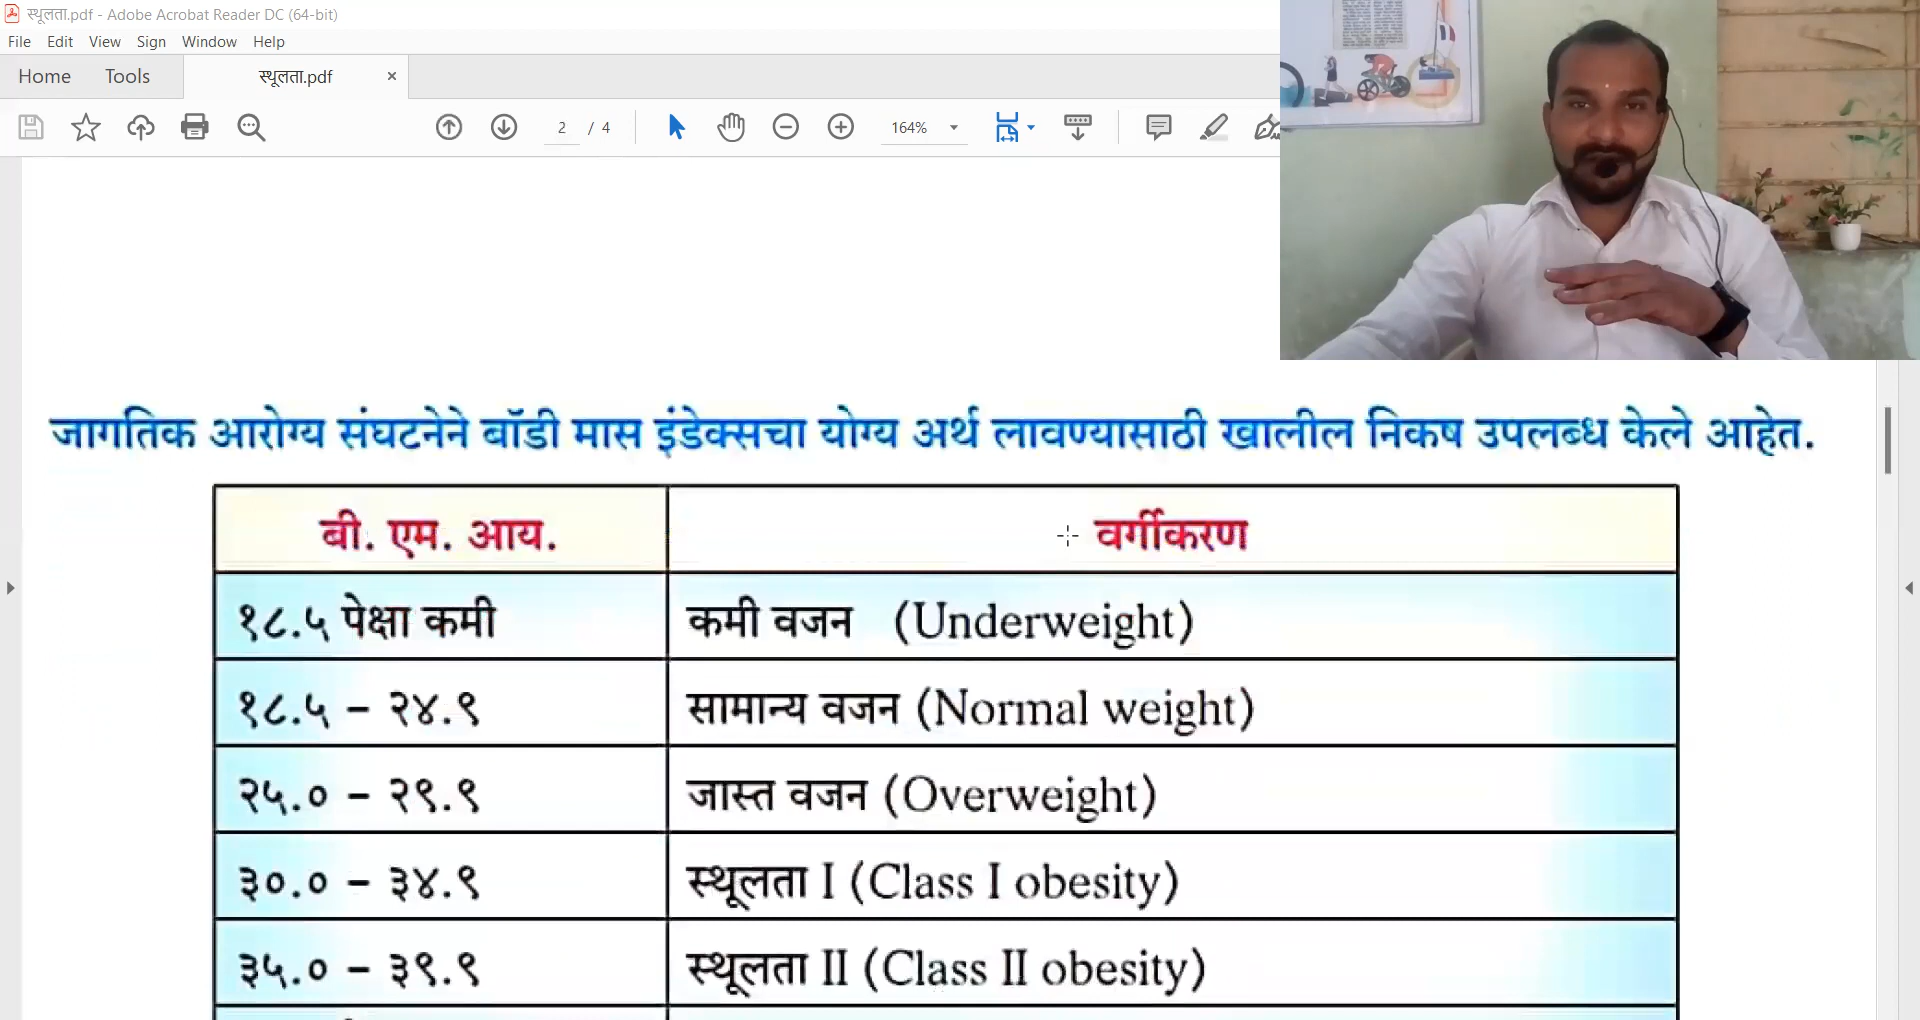 स्थूलता.pdf - Adobe Acrobat Reader DC (64-bit)
File Edit View Sign Window Help
Home Tools स्थूलता.pdf ×
2 / 4 164%
जागतिक आरोग्य संघटनेने बॉडी मास इंडेक्सचा योग्य अर्थ लावण्यासाठी खालील निकष उपलब्ध केले आहेत.
बी. एम. आय. वर्गीकरण
१८.५ पेक्षा कमी कमी वजन (Underweight)
१८.५ – २४.९ सामान्य वजन (Normal weight)
२५.० – २९.९ जास्त वजन (Overweight)
३०.० – ३४.९ स्थूलता I (Class I obesity)
३५.० – ३९.९ स्थूलता II (Class II obesity)